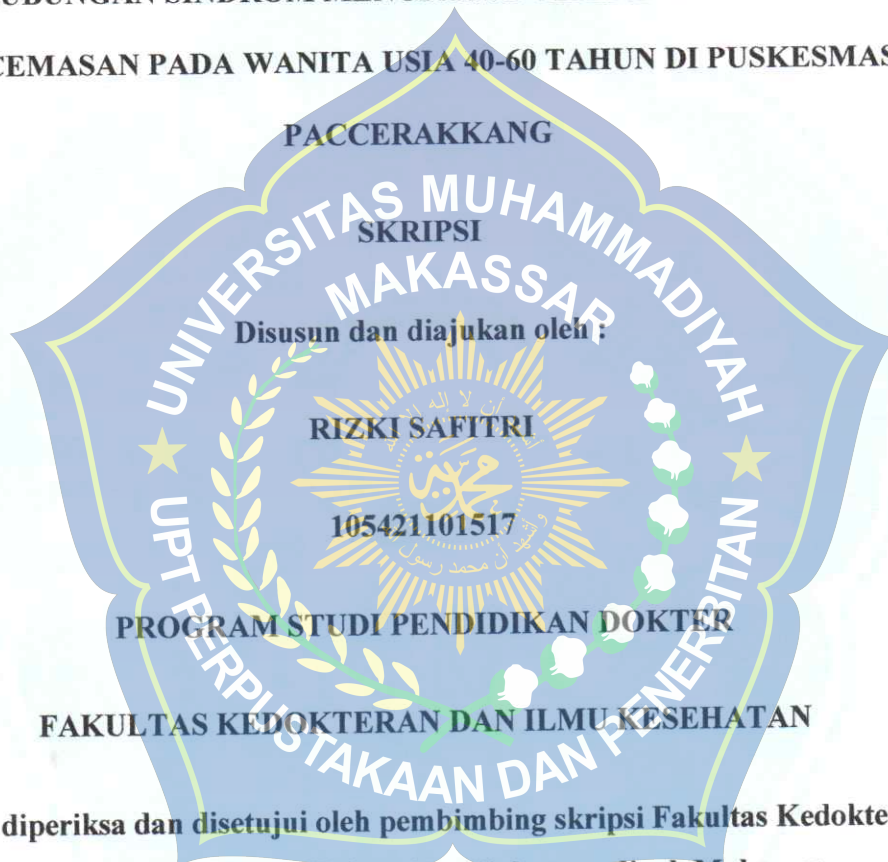 CEMASAN PADA WANITA USIA 40-60 TAHUN DI PUSKESMAS
PACCERAKKANG
UNIVERSITAS MUHAMMADIYAH
MAKASSAR
SKRIPSI
Disusun dan diajukan oleh :
RIZKI SAFITRI
محمد
105421101517
PROGRAM STUDI PENDIDIKAN DOKTER
FAKULTAS KEDOKTERAN DAN ILMU KESEHATAN
UPT PERPUSTAKAAN DAN PENERBITAN
diperiksa dan disetujui oleh pembimbing skripsi Fakultas Kedokte